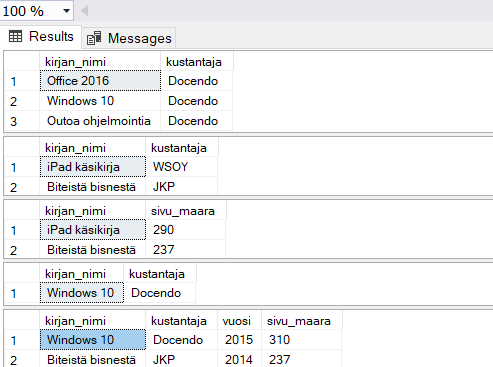 100 %
Results Messages
kirjan_nimi kustantaja
1 Office 2016 Docendo
2 Windows 10 Docendo
3 Outoa ohjelmointia Docendo
kirjan_nimi kustantaja
1 iPad käsikirja WSOY
2 Biteistä bisnestä JKP
kirjan_nimi sivu_maara
1 iPad käsikirja 290
2 Biteistä bisnestä 237
kirjan_nimi kustantaja
1 Windows 10 Docendo
kirjan_nimi kustantaja vuosi sivu_maara
1 Windows 10 Docendo 2015 310
2 Biteistä bisnestä JKP 2014 237